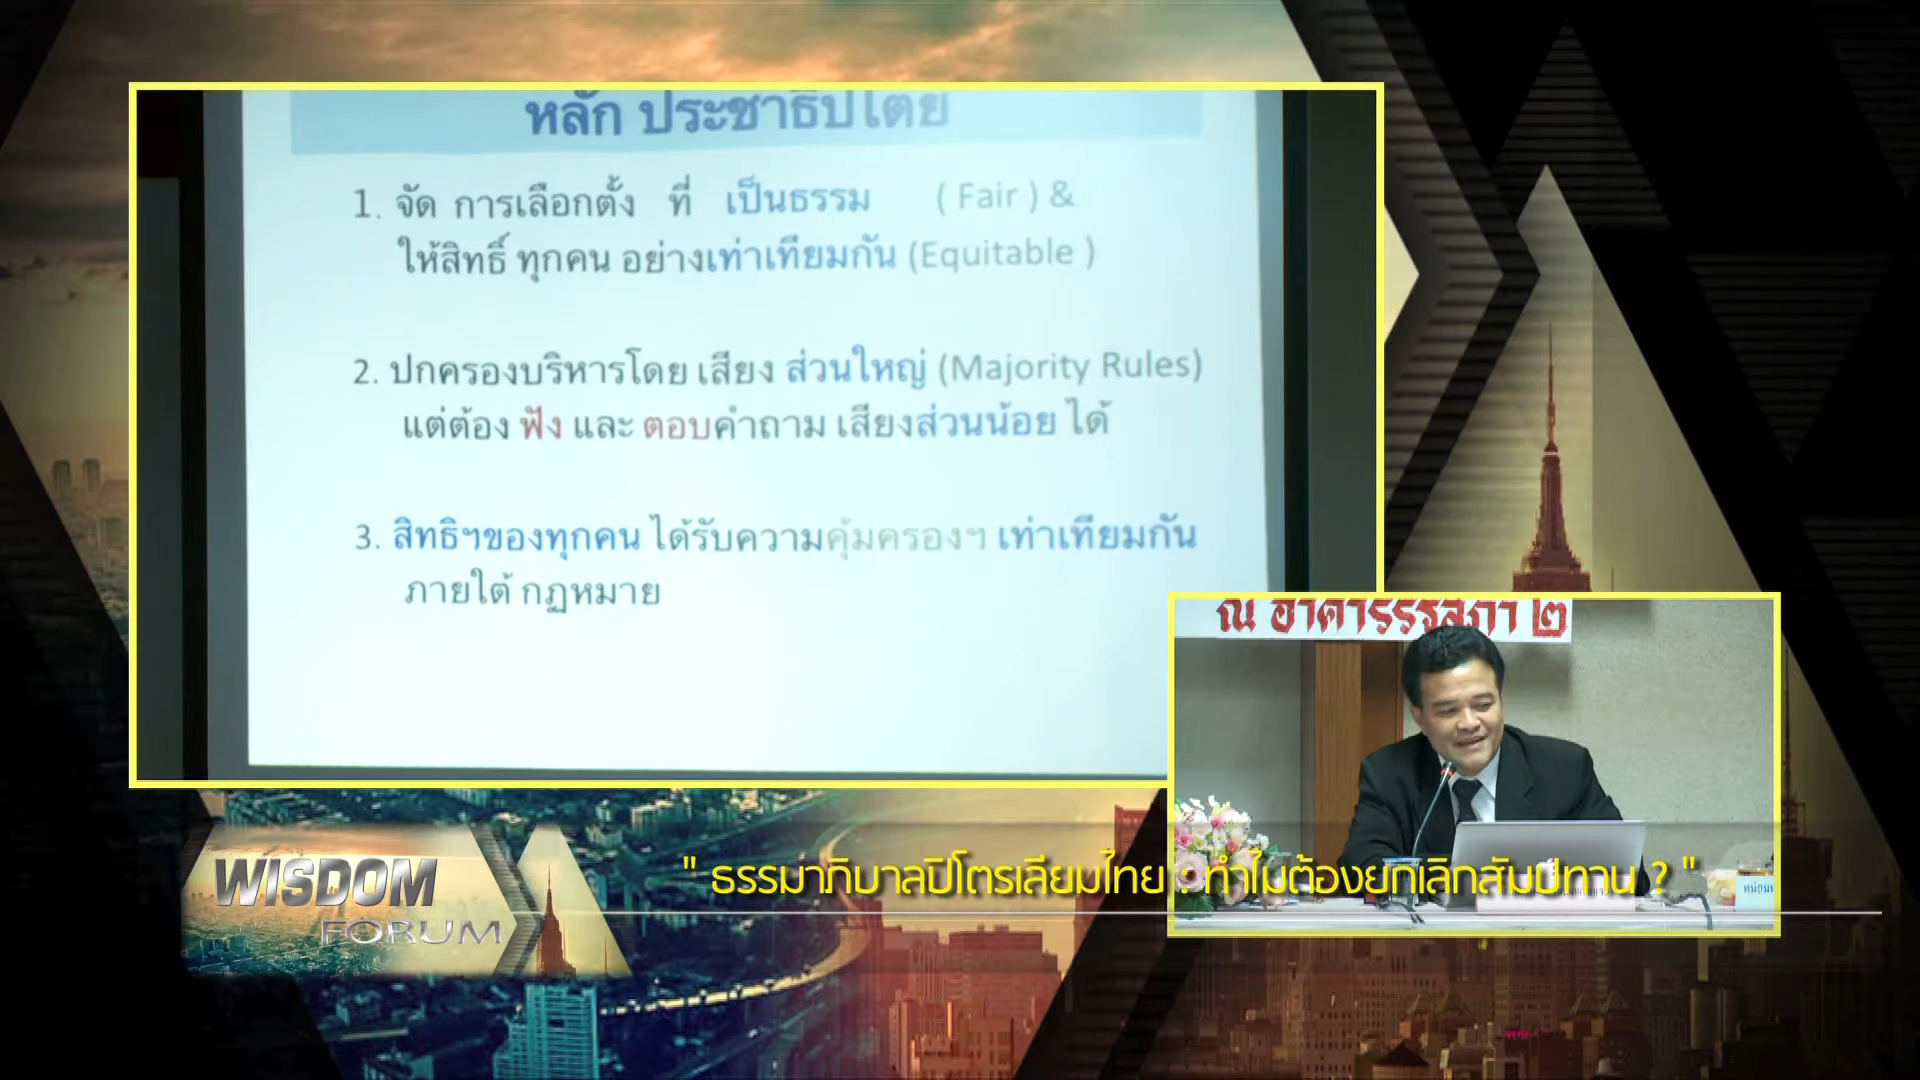 หลัก ประชาธิปไตย
1. จัด การเลือกตั้ง ที่ เป็นธรรม ( Fair ) &
ให้สิทธิ์ ทุกคน อย่างเท่าเทียมกัน (Equitable )
2. ปกครองบริหารโดย เสียง ส่วนใหญ่ (Majority Rules)
แต่ต้อง ฟัง และ ตอบคำถาม เสียงส่วนน้อย ได้
3. สิทธิฯของทุกคน ได้รับความคุ้มครองฯ เท่าเทียมกัน
ภายใต้ กฏหมาย
ณ อาคารรัฐสภา ๒
WISDOM
FORUM
" ธรรมาภิบาลปิโตรเลียมไทย : ทำไมต้องยกเลิกสัมปทาน ? "